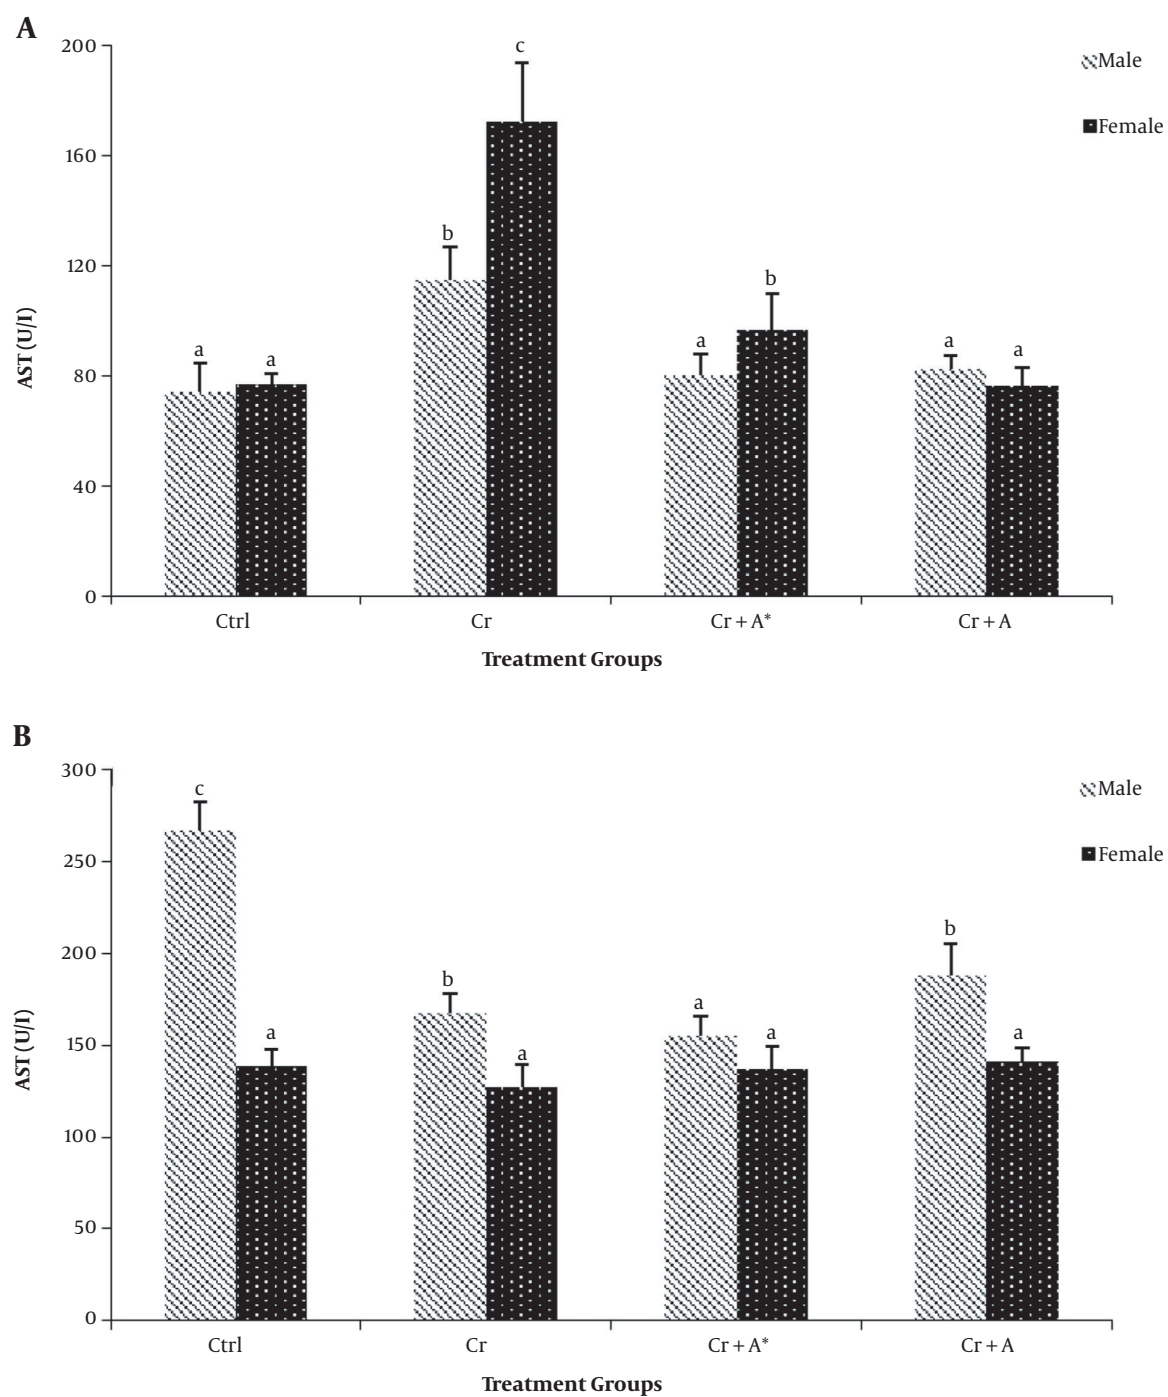 A
200
160
120
80
40
0
AST (U/I)
c
b
b
a
a
a
a
a
Male
Female
Ctrl
Cr
Cr + A*
Cr + A
Treatment Groups
B
300
250
200
150
100
50
0
AST (U/I)
c
a
b
a
a
a
b
a
Male
Female
Ctrl
Cr
Cr + A*
Cr + A
Treatment Groups